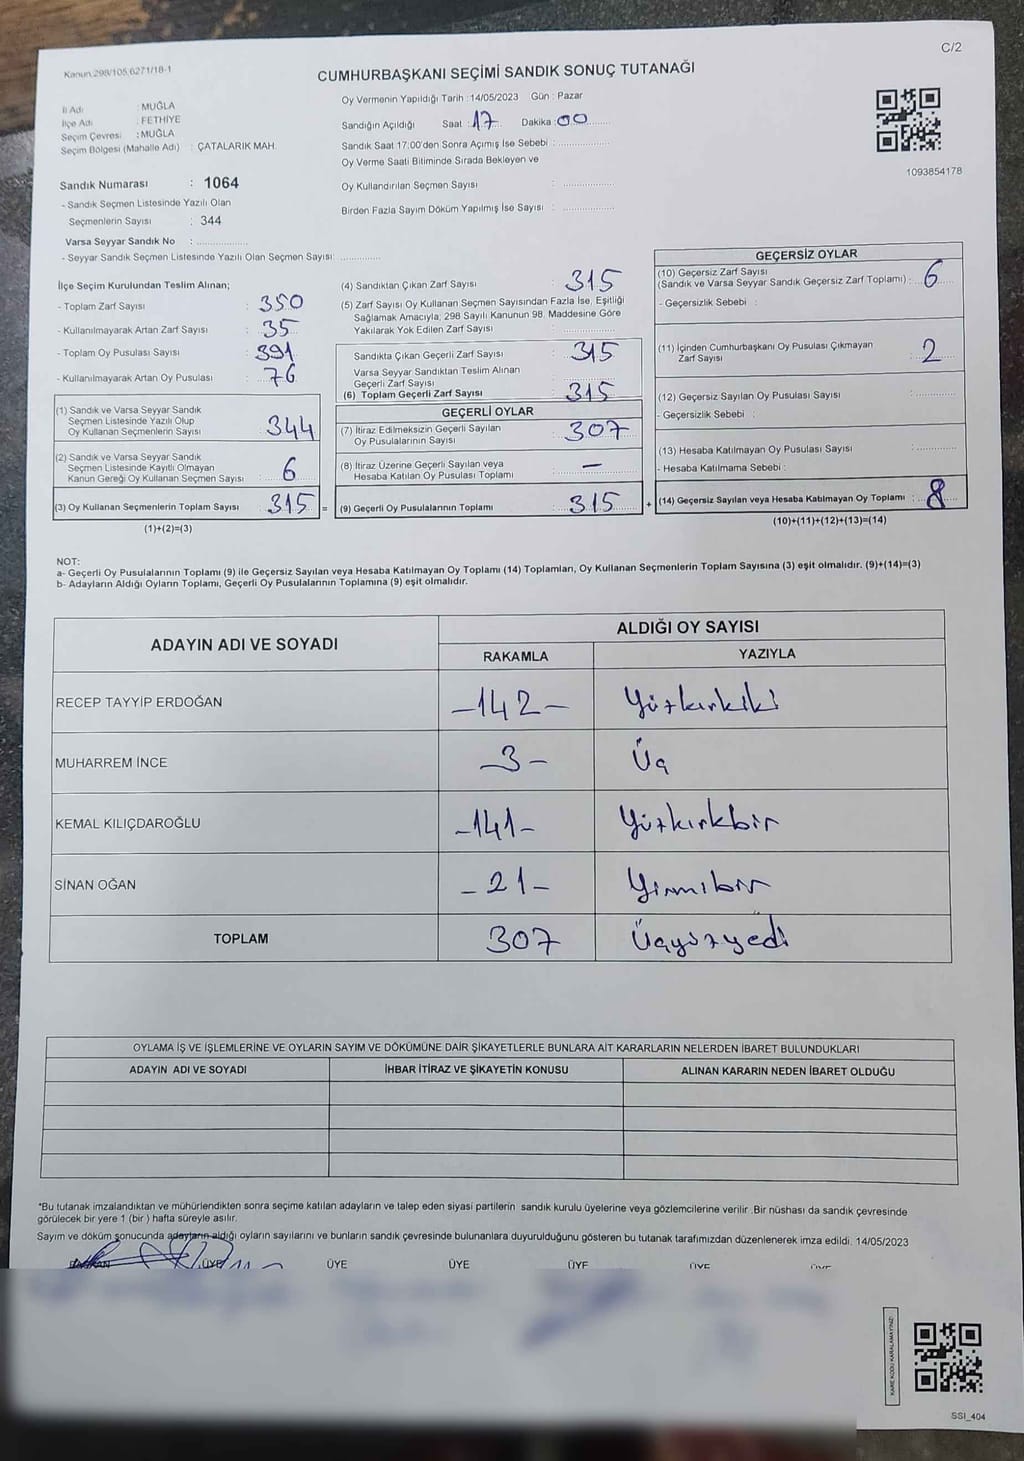 C/2
Kanun:298/105,6271/18-1
CUMHURBAŞKANI SEÇİMİ SANDIK SONUÇ TUTANAĞI
İl Adı : MUĞLA
İlçe Adı : FETHİYE
Seçim Çevresi : MUĞLA
Seçim Bölgesi (Mahalle Adı) : ÇATALARIK MAH.
Sandık Numarası : 1064
- Sandık Seçmen Listesinde Yazılı Olan
Seçmenlerin Sayısı : 344
Varsa Seyyar Sandık No : ..................
- Seyyar Sandık Seçmen Listesinde Yazılı Olan Seçmen Sayısı: ..............
Oy Vermenin Yapıldığı Tarih :14/05/2023 Gün : Pazar
Sandığın Açıldığı Saat :17 Dakika :00
Sandık Saat 17:00'den Sonra Açımış İse Sebebi : ..................
Oy Verme Saati Bitiminde Sırada Bekleyen ve
Oy Kullandırılan Seçmen Sayısı : ..................
Birden Fazla Sayım Döküm Yapılmış İse Sayısı : ..................
1093854178
İlçe Seçim Kurulundan Teslim Alınan;
- Toplam Zarf Sayısı : 350
- Kullanılmayarak Artan Zarf Sayısı : 35
- Toplam Oy Pusulası Sayısı : 391
- Kullanılmayarak Artan Oy Pusulası : 76
(1) Sandık ve Varsa Seyyar Sandık
Seçmen Listesinde Yazılı Olup
Oy Kullanan Seçmenlerin Sayısı 344
(2) Sandık ve Varsa Seyyar Sandık
Seçmen Listesinde Kayıtlı Olmayan
Kanun Gereği Oy Kullanan Seçmen Sayısı 6
(3) Oy Kullanan Seçmenlerin Toplam Sayısı 315 =
(1)+(2)=(3)
(4) Sandıktan Çıkan Zarf Sayısı : 315
(5) Zarf Sayısı Oy Kullanan Seçmen Sayısından Fazla İse, Eşitliği
Sağlamak Amacıyla, 298 Sayılı Kanunun 98. Maddesine Göre
Yakılarak Yok Edilen Zarf Sayısı : ..................
Sandıkta Çıkan Geçerli Zarf Sayısı : 315
Varsa Seyyar Sandıktan Teslim Alınan
Geçerli Zarf Sayısı : ..................
(6) Toplam Geçerli Zarf Sayısı : 315
GEÇERLİ OYLAR
(7) İtiraz Edilmeksizin Geçerli Sayılan
Oy Pusulalarının Sayısı : 307
(8) İtiraz Üzerine Geçerli Sayılan veya
Hesaba Katılan Oy Pusulası Toplamı : –
(9) Geçerli Oy Pusulalarının Toplamı : 315 +
GEÇERSİZ OYLAR
(10) Geçersiz Zarf Sayısı
(Sandık ve Varsa Seyyar Sandık Geçersiz Zarf Toplamı) : 6
- Geçersizlik Sebebi :
(11) İçinden Cumhurbaşkanı Oy Pusulası Çıkmayan
Zarf Sayısı : 2
(12) Geçersiz Sayılan Oy Pusulası Sayısı : ..............
- Geçersizlik Sebebi :
(13) Hesaba Katılmayan Oy Pusulası Sayısı : ..............
- Hesaba Katılmama Sebebi :
(14) Geçersiz Sayılan veya Hesaba Katılmayan Oy Toplamı : 8
(10)+(11)+(12)+(13)=(14)
NOT:
a- Geçerli Oy Pusulalarının Toplamı (9) ile Geçersiz Sayılan veya Hesaba Katılmayan Oy Toplamı (14) Toplamları, Oy Kullanan Seçmenlerin Toplam Sayısına (3) eşit olmalıdır. (9)+(14)=(3)
b- Adayların Aldığı Oyların Toplamı, Geçerli Oy Pusulalarının Toplamına (9) eşit olmalıdır.
ADAYIN ADI VE SOYADI ALDIĞI OY SAYISI
RAKAMLA YAZIYLA
RECEP TAYYİP ERDOĞAN –142– Yüzkırkiki
MUHARREM İNCE –3– Üç
KEMAL KILIÇDAROĞLU –141– Yüzkırkbir
SİNAN OĞAN –21– Yirmibir
TOPLAM 307 Üçyüzyedi
OYLAMA İŞ VE İŞLEMLERİNE VE OYLARIN SAYIM VE DÖKÜMÜNE DAİR ŞİKAYETLERLE BUNLARA AİT KARARLARIN NELERDEN İBARET BULUNDUKLARI
ADAYIN ADI VE SOYADI İHBAR İTİRAZ VE ŞİKAYETİN KONUSU ALINAN KARARIN NEDEN İBARET OLDUĞU
*Bu tutanak imzalandıktan ve mühürlendikten sonra seçime katılan adayların ve talep eden siyasi partilerin sandık kurulu üyelerine veya gözlemcilerine verilir .Bir nüshası da sandık çevresinde
görülecek bir yere 1 (bir ) hafta süreyle asılır.
Sayım ve döküm sonucunda adayların aldığı oyların sayılarını ve bunların sandık çevresinde bulunanlara duyurulduğunu gösteren bu tutanak tarafımızdan düzenlenerek imza edildi. 14/05/2023
BAŞKAN ÜYE ÜYE ÜYE ÜYE ÜYE ÜYE
KARE KODU KARALAMAYINIZ!
SSI_404